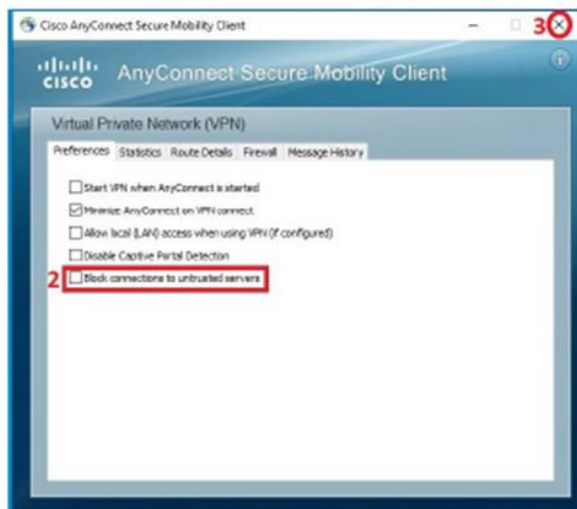 Cisco AnyConnect Secure Mobility Client
3
CISCO AnyConnect Secure Mobility Client
Virtual Private Network (VPN)
Preferences Statistics Route Details Firewall Message History
Start VPN when AnyConnect is started
Minimize AnyConnect on VPN connect
Allow local (LAN) access when using VPN (if configured)
Disable Captive Portal Detection
2 Block connections to untrusted servers